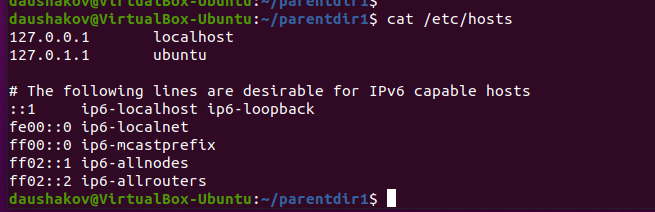 daushakov@VirtualBox-Ubuntu:~/parentdir1$
daushakov@VirtualBox-Ubuntu:~/parentdir1$ cat /etc/hosts
127.0.0.1       localhost
127.0.1.1       ubuntu
# The following lines are desirable for IPv6 capable hosts
::1     ip6-localhost ip6-loopback
fe00::0 ip6-localnet
ff00::0 ip6-mcastprefix
ff02::1 ip6-allnodes
ff02::2 ip6-allrouters
daushakov@VirtualBox-Ubuntu:~/parentdir1$